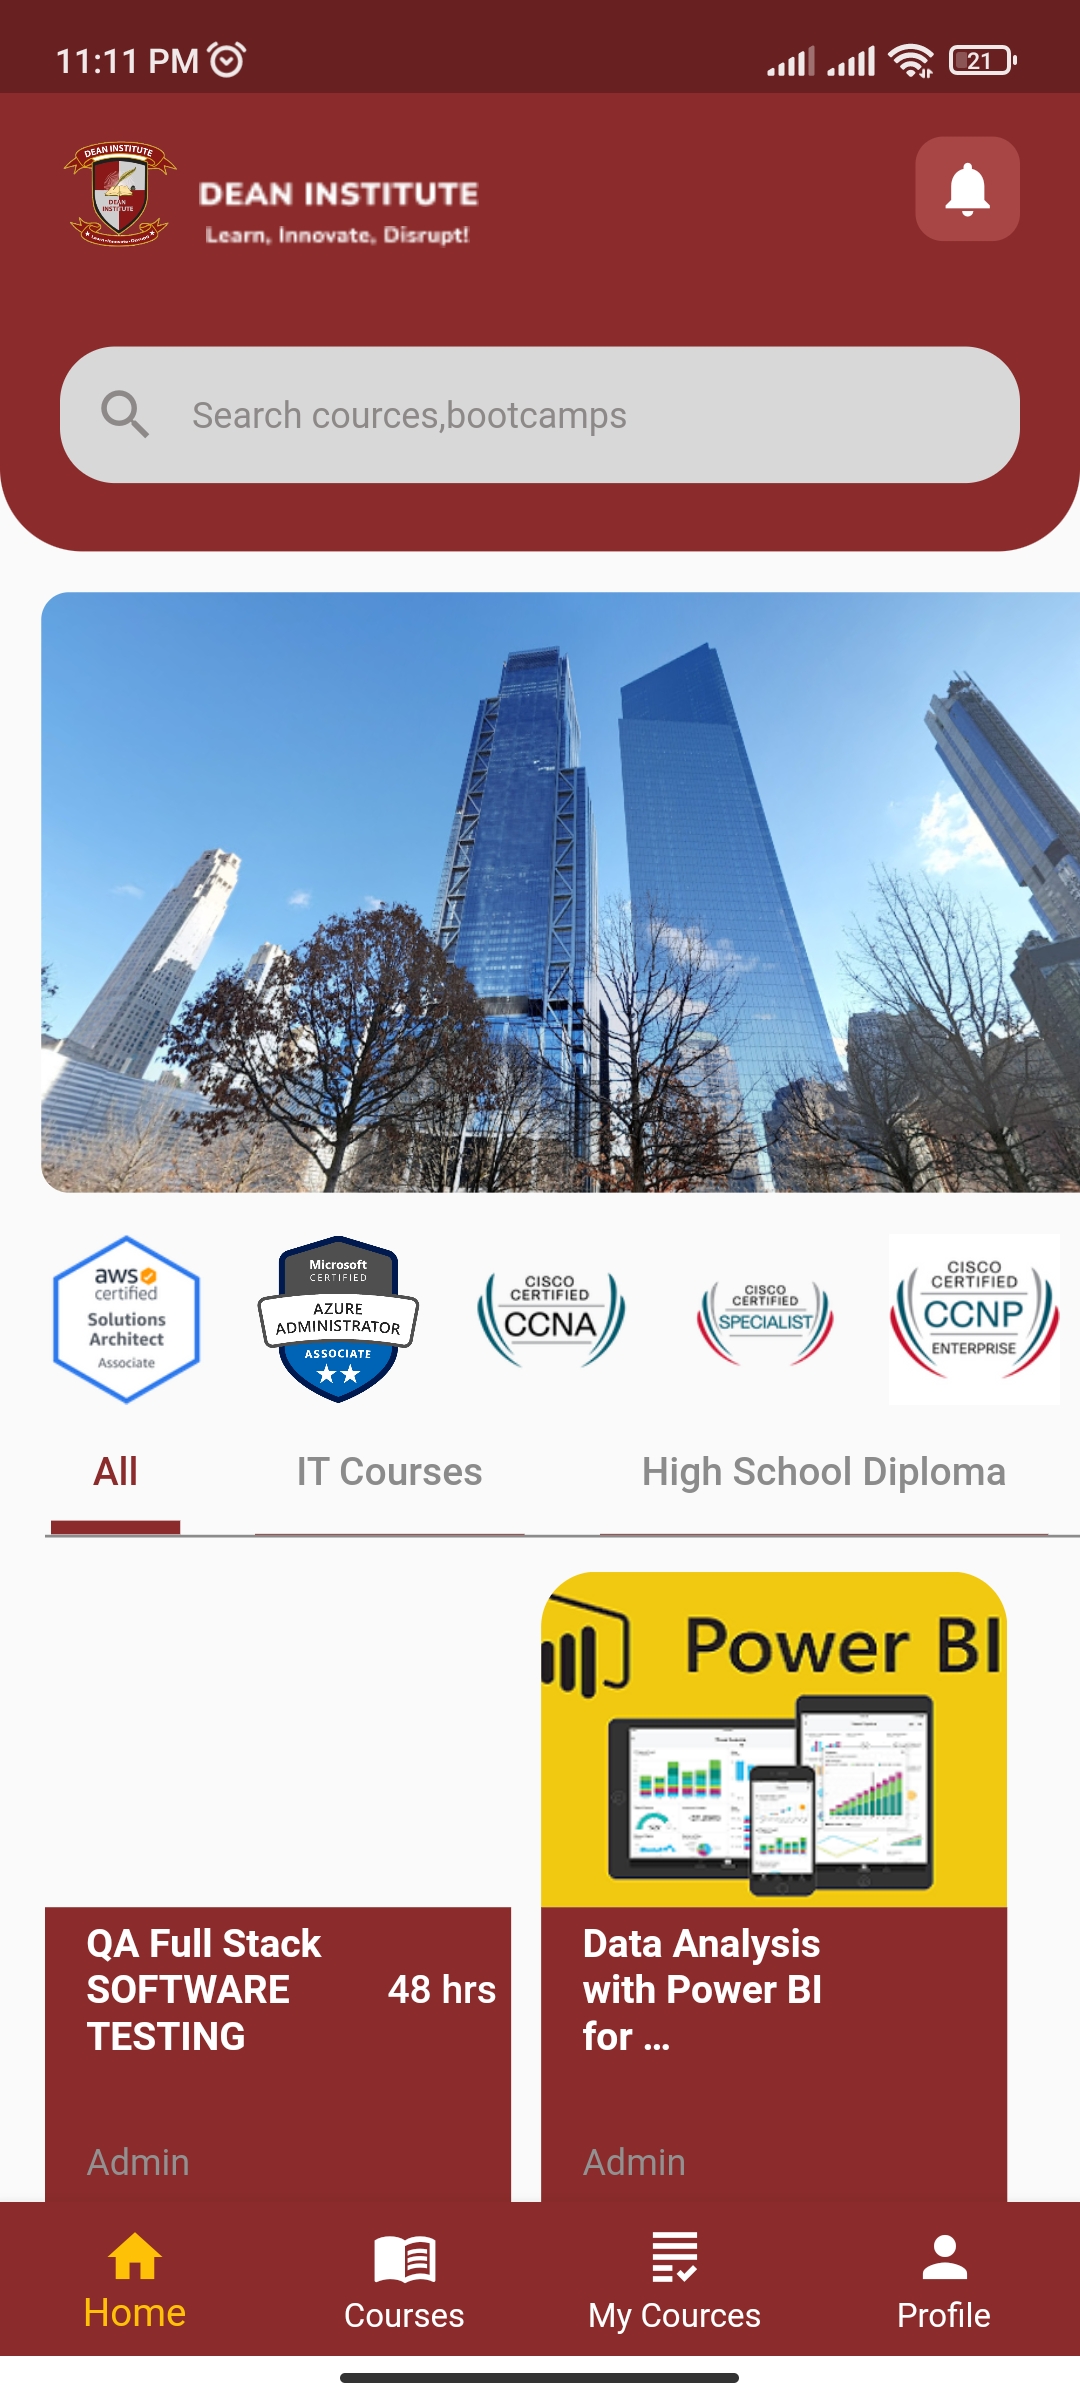 11:11 PM
21
DEAN INSTITUTE
DEAN INSTITUTE
DEAN INSTITUTE
Learn, Innovate, Disrupt!
Search cources,bootcamps
aws
certified
Solutions
Architect
Associate
Microsoft
CERTIFIED
AZURE
ADMINISTRATOR
ASSOCIATE
CISCO
CERTIFIED
CCNA
CISCO
CERTIFIED
SPECIALIST
CISCO
CERTIFIED
CCNP
ENTERPRISE
All
IT Courses
High School Diploma
Power BI
QA Full Stack
SOFTWARE
TESTING
48 hrs
Admin
Data Analysis
with Power BI
for ...
Admin
Home
Courses
My Cources
Profile